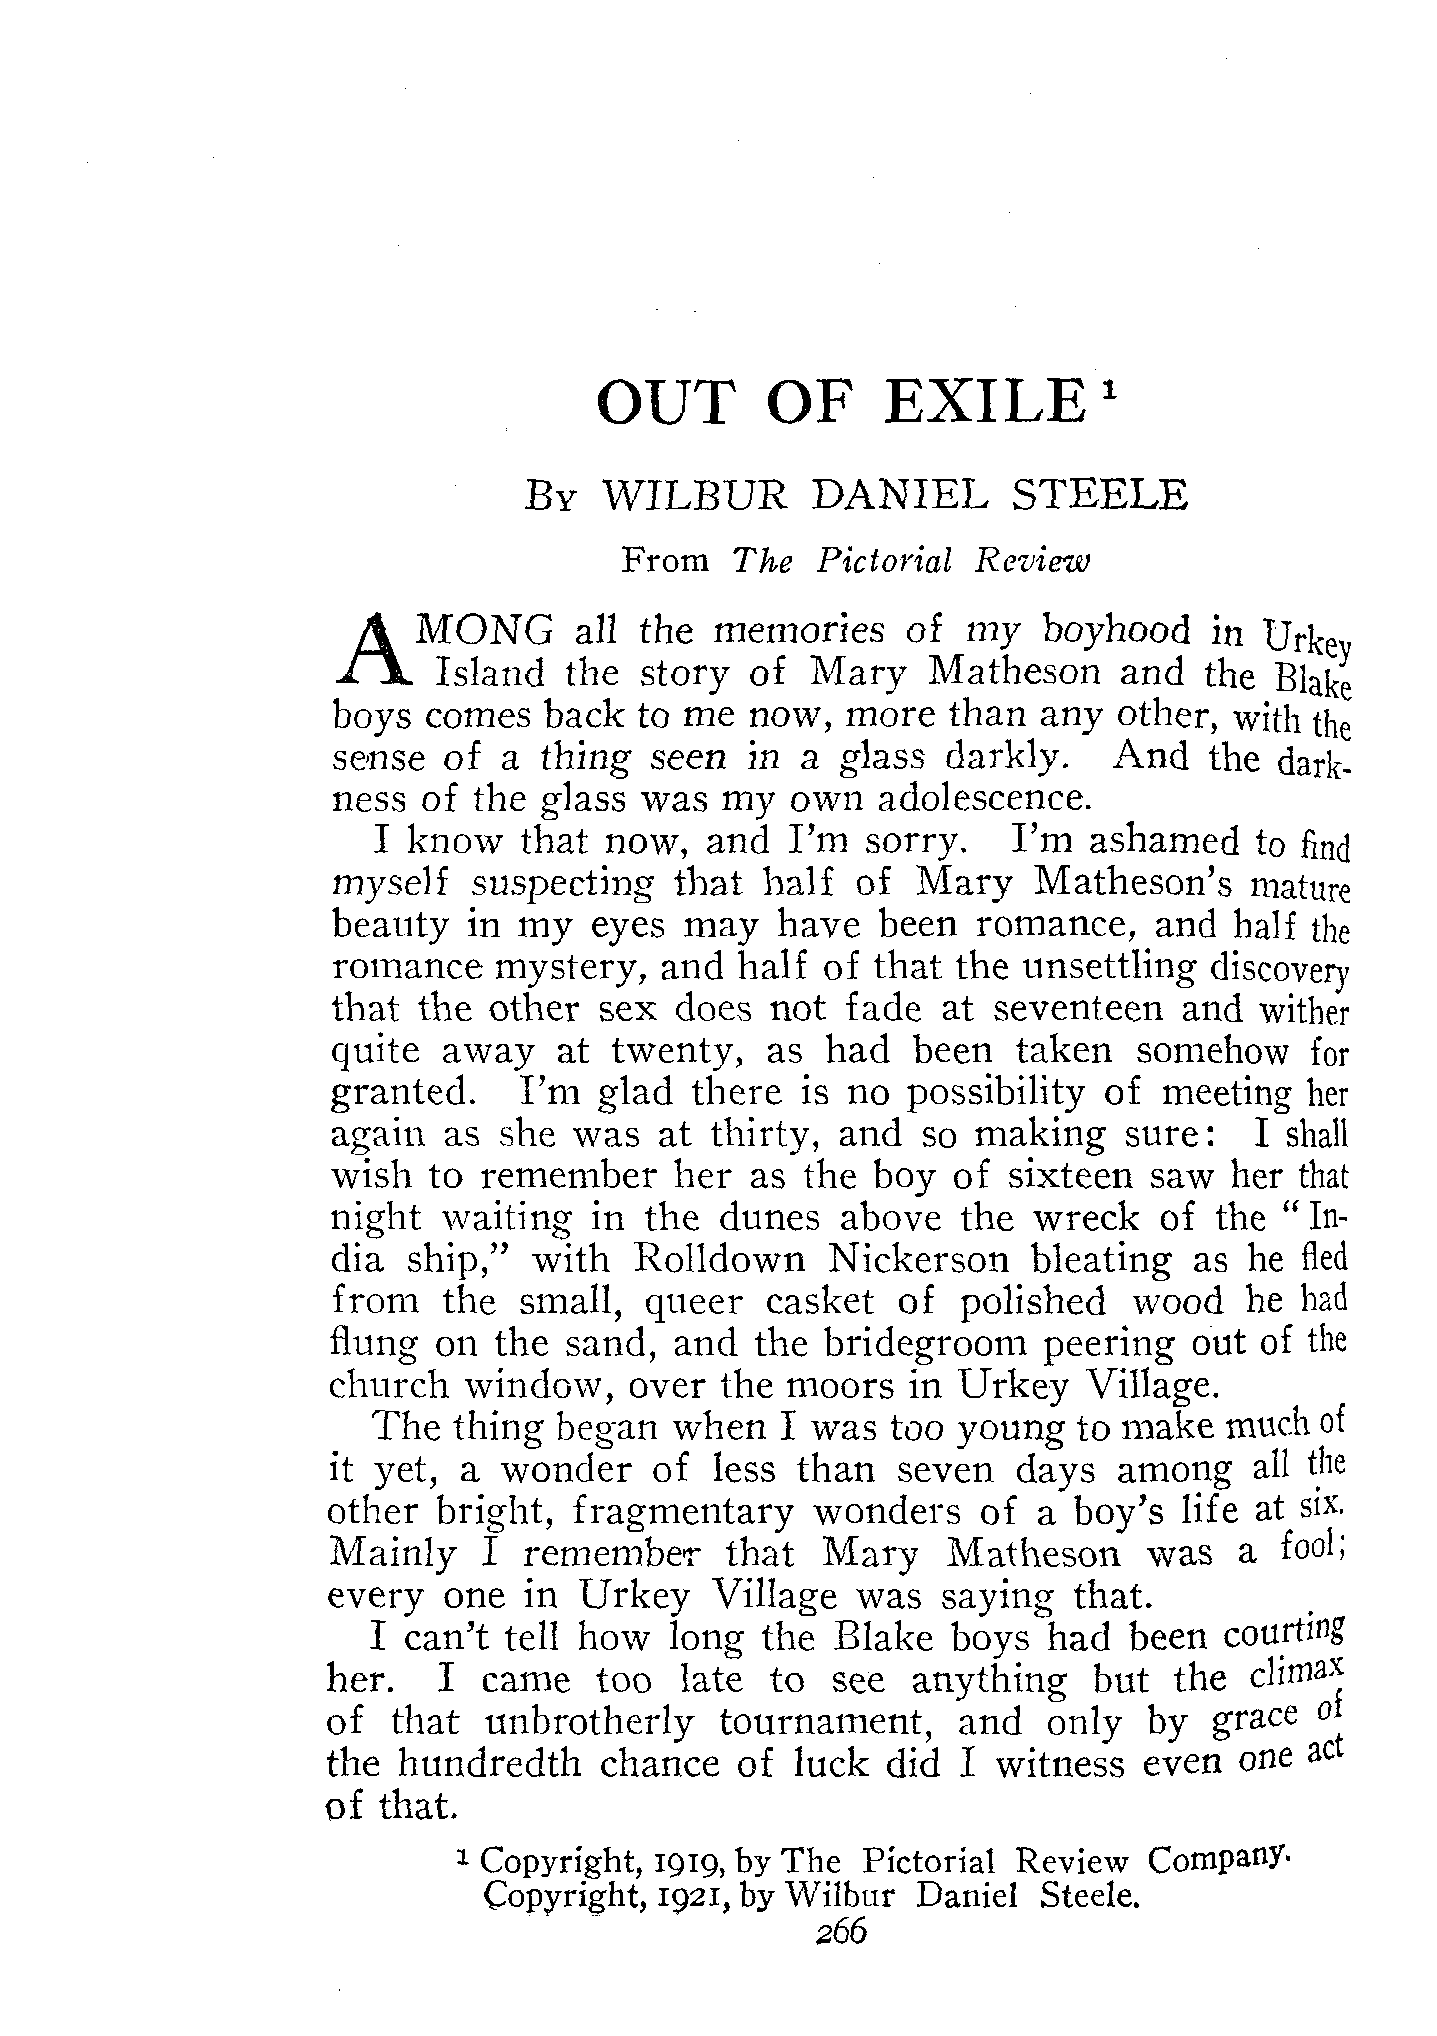 OUT OF EXILE ¹
By WILBUR DANIEL STEELE
From The Pictorial Review
AMONG all the memories of my boyhood in Urkey
Island the story of Mary Matheson and the Blake
boys comes back to me now, more than any other, with the
sense of a thing seen in a glass darkly. And the dark-
ness of the glass was my own adolescence.
I know that now, and I'm sorry. I'm ashamed to find
myself suspecting that half of Mary Matheson's mature
beauty in my eyes may have been romance, and half the
romance mystery, and half of that the unsettling discovery
that the other sex does not fade at seventeen and wither
quite away at twenty, as had been taken somehow for
granted. I'm glad there is no possibility of meeting her
again as she was at thirty, and so making sure: I shall
wish to remember her as the boy of sixteen saw her that
night waiting in the dunes above the wreck of the " In-
dia ship," with Rolldown Nickerson bleating as he fled
from the small, queer casket of polished wood he had
flung on the sand, and the bridegroom peering out of the
church window, over the moors in Urkey Village.
The thing began when I was too young to make much of
it yet, a wonder of less than seven days among all the
other bright, fragmentary wonders of a boy's life at six.
Mainly I remember that Mary Matheson was a fool;
every one in Urkey Village was saying that.
I can't tell how long the Blake boys had been courting
her. I came too late to see anything but the climax
of that unbrotherly tournament, and only by grace of
the hundredth chance of luck did I witness even one act
of that.
¹ Copyright, 1919, by The Pictorial Review Company.
Copyright, 1921, by Wilbur Daniel Steele.
266